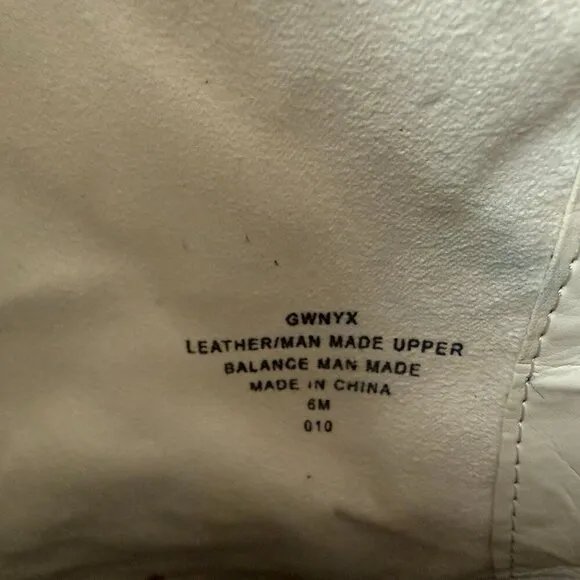 GWNYX
LEATHER/MAN MADE UPPER
BALANCE MAN MADE
MADE IN CHINA
6M
010